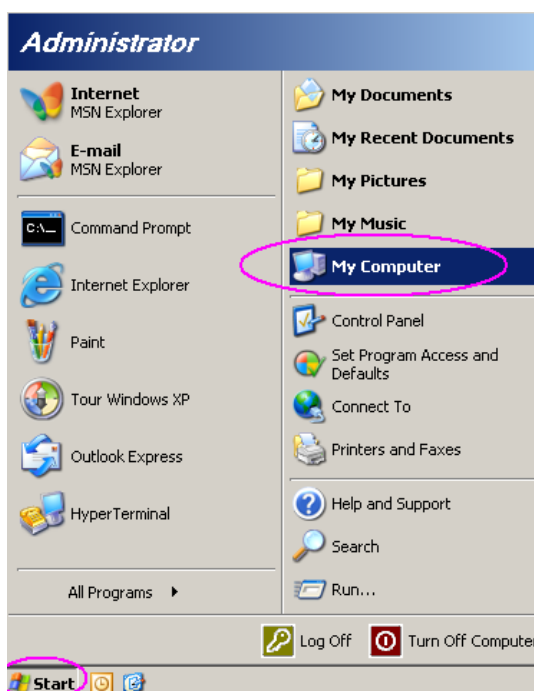 Administrator
Internet
MSN Explorer
E-mail
MSN Explorer
C:\_
Command Prompt
Internet Explorer
Paint
Tour Windows XP
Outlook Express
HyperTerminal
All Programs
My Documents
My Recent Documents
My Pictures
My Music
My Computer
Control Panel
Set Program Access and
Defaults
Connect To
Printers and Faxes
Help and Support
Search
Run...
Log Off
Turn Off Computer
Start